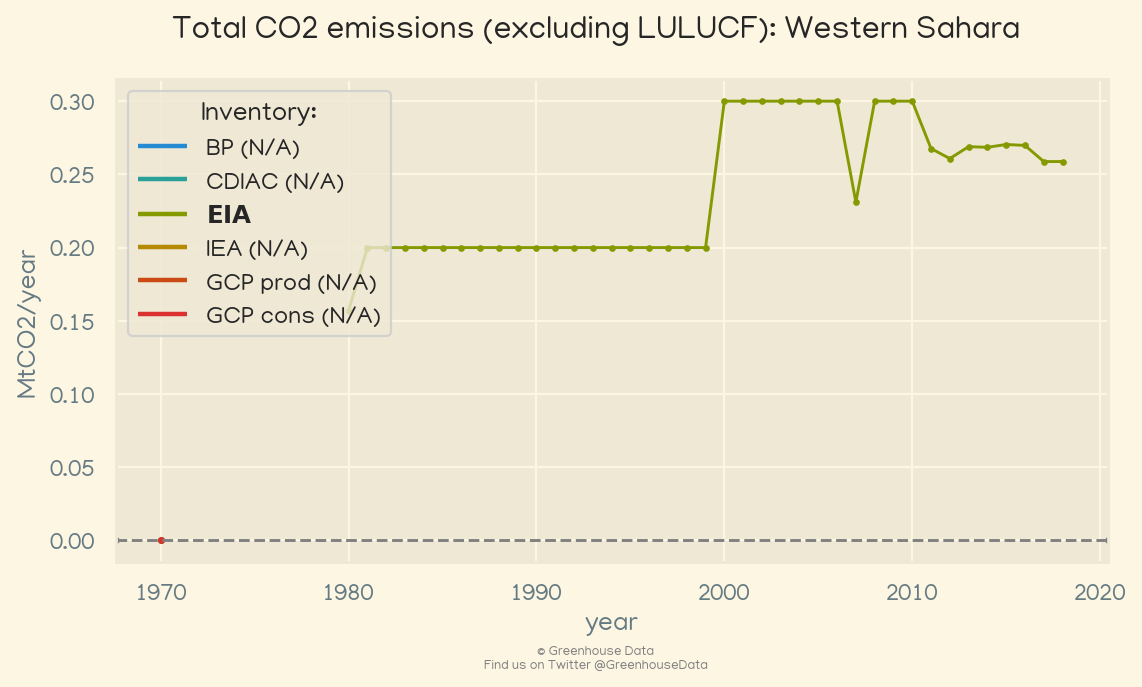 Total CO2 emissions (excluding LULUCF): Western Sahara
MtCO2/year
0.30
0.25
0.20
0.15
0.10
0.05
0.00
Inventory:
BP (N/A)
CDIAC (N/A)
EIA
IEA (N/A)
GCP prod (N/A)
GCP cons (N/A)
1970 1980 1990 2000 2010 2020
year
© Greenhouse Data
Find us on Twitter @GreenhouseData